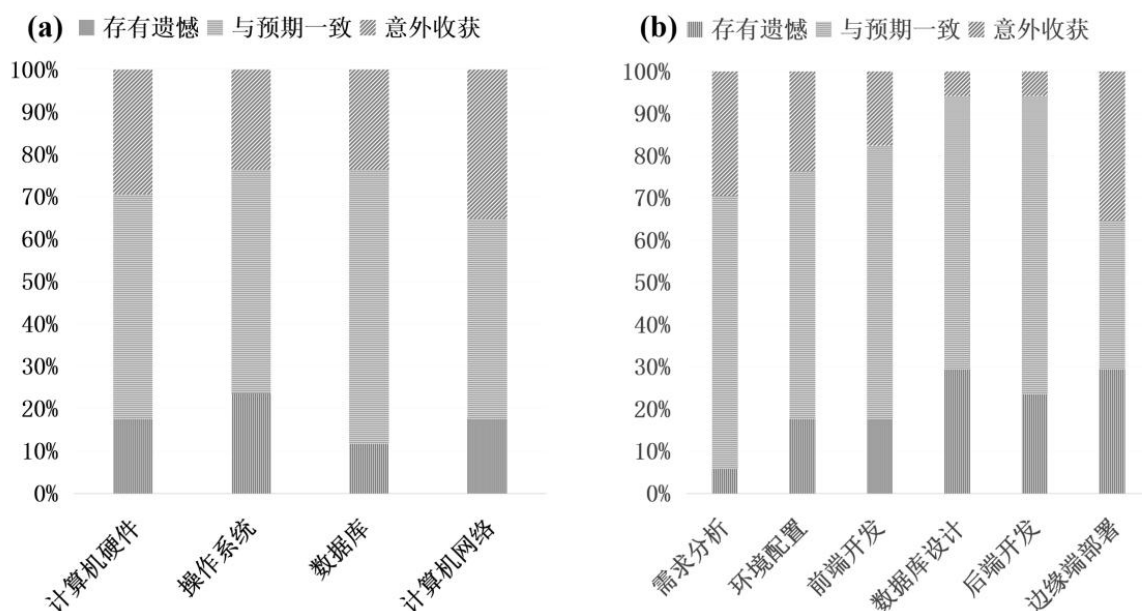 (a) 存有遗憾 与预期一致 意外收获
100%
90%
80%
70%
60%
50%
40%
30%
20%
10%
0%
计算机硬件
操作系统
数据库
计算机网络
(b) 存有遗憾 与预期一致 意外收获
100%
90%
80%
70%
60%
50%
40%
30%
20%
10%
0%
需求分析
环境配置
前端开发
数据库设计
后端开发
边缘端部署